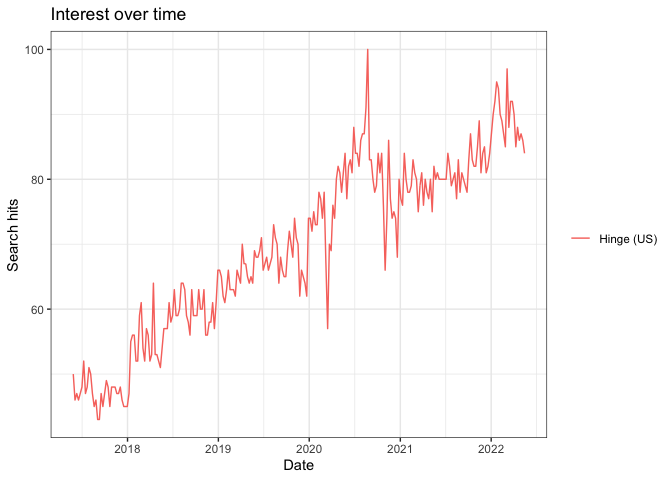 Interest over time
100
80
60
Search hits
2018 2019 2020 2021 2022
Date
Hinge (US)